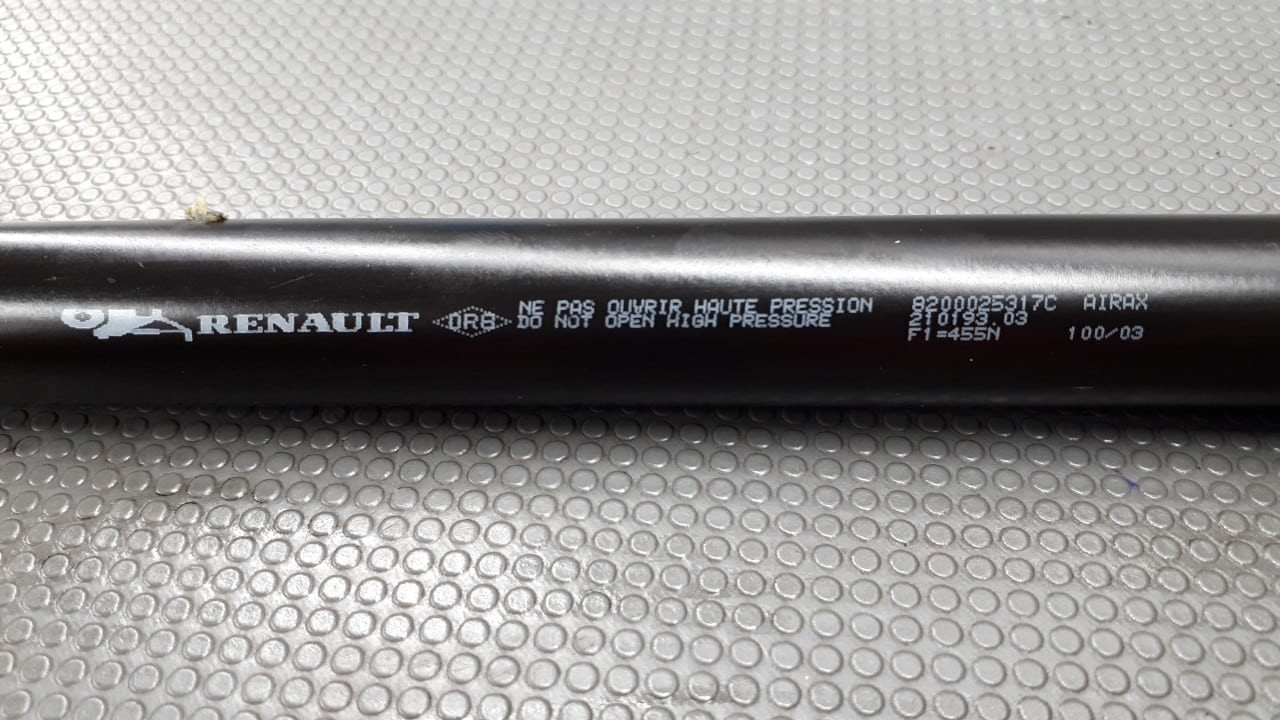 RENAULT
ORB
NE PAS OUVRIR HAUTE PRESSION
DO NOT OPEN HIGH PRESSURE
8200025317C AIRAX
210193.03
F1=455N 100/03